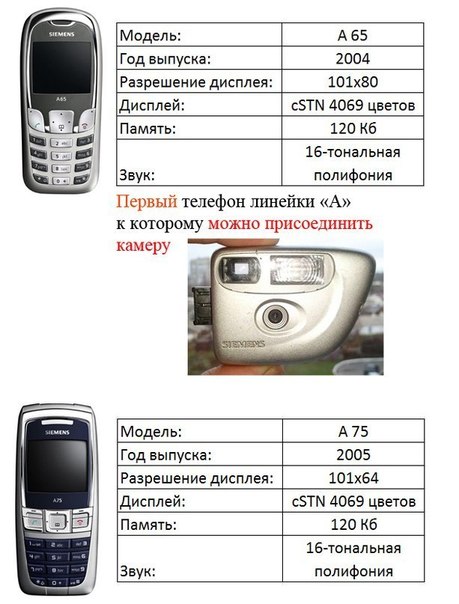 SIEMENS
A65
Модель: А 65
Год выпуска: 2004
Разрешение дисплея: 101х80
Дисплей: cSTN 4069 цветов
Память: 120 Кб
16-тональная
Звук: полифония
Первый телефон линейки «А»
к которому можно присоединить
камеру
SIEMENS
SIEMENS
A75
Модель: А 75
Год выпуска: 2005
Разрешение дисплея: 101х64
Дисплей: cSTN 4069 цветов
Память: 120 Кб
16-тональная
Звук: полифония